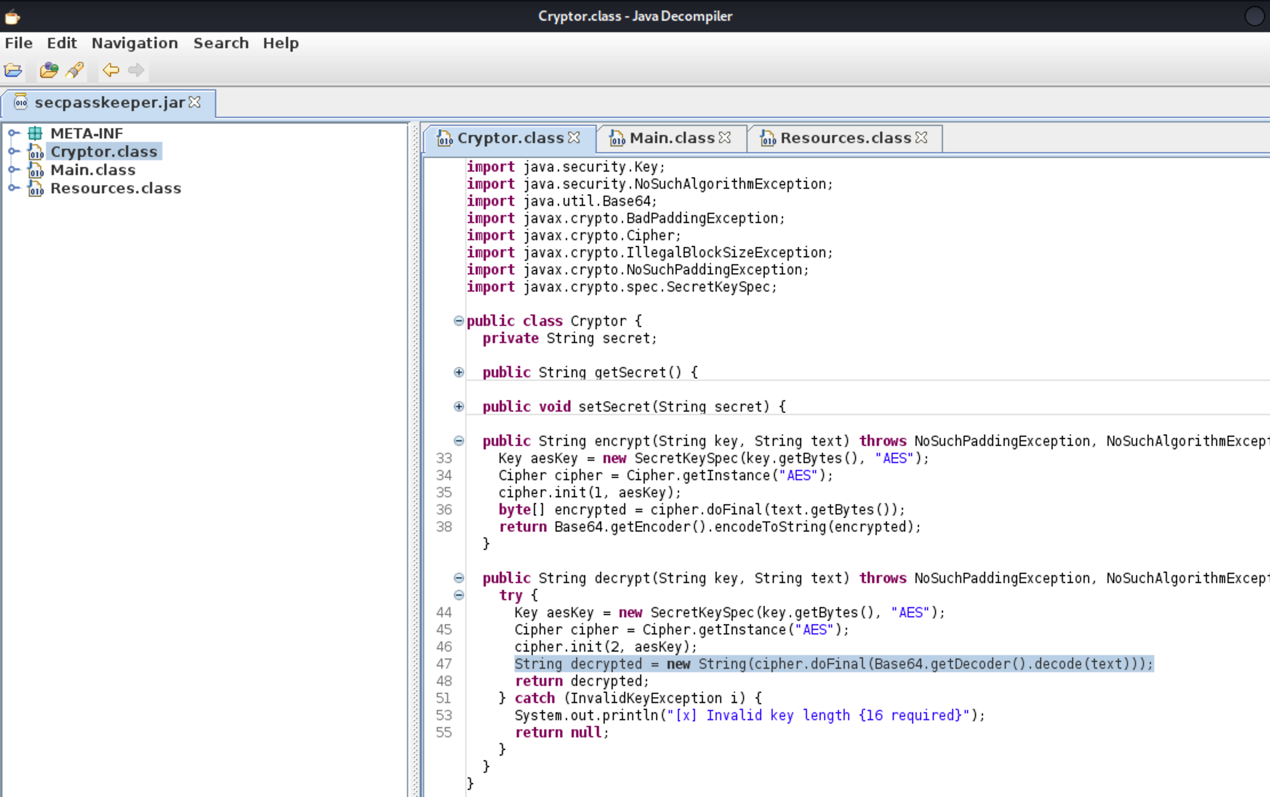 Cryptor.class - Java Decompiler
File Edit Navigation Search Help
secpasskeeper.jar
META-INF
Cryptor.class
Main.class
Resources.class
Cryptor.class Main.class Resources.class
import java.security.Key;
import java.security.NoSuchAlgorithmException;
import java.util.Base64;
import javax.crypto.BadPaddingException;
import javax.crypto.Cipher;
import javax.crypto.IllegalBlockSizeException;
import javax.crypto.NoSuchPaddingException;
import javax.crypto.spec.SecretKeySpec;
public class Cryptor {
private String secret;
public String getSecret() {
public void setSecret(String secret) {
public String encrypt(String key, String text) throws NoSuchPaddingException, NoSuchAlgorithmExcept
33 Key aesKey = new SecretKeySpec(key.getBytes(), "AES");
34 Cipher cipher = Cipher.getInstance("AES");
35 cipher.init(1, aesKey);
36 byte[] encrypted = cipher.doFinal(text.getBytes());
38 return Base64.getEncoder().encodeToString(encrypted);
}
public String decrypt(String key, String text) throws NoSuchPaddingException, NoSuchAlgorithmExcept
try {
44 Key aesKey = new SecretKeySpec(key.getBytes(), "AES");
45 Cipher cipher = Cipher.getInstance("AES");
46 cipher.init(2, aesKey);
47 String decrypted = new String(cipher.doFinal(Base64.getDecoder().decode(text)));
48 return decrypted;
51 } catch (InvalidKeyException i) {
53 System.out.println("[x] Invalid key length {16 required}");
55 return null;
}
}
}